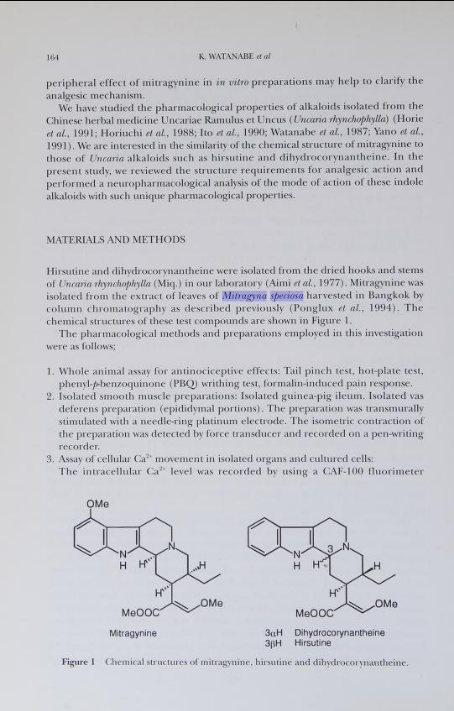 164
K. WATANABE et al
peripheral effect of mitragynine in in vitro preparations may help to clarify the
analgesic mechanism.
We have studied the pharmacological properties of alkaloids isolated from the
Chinese herbal medicine Uncariae Ramulus et Uncus (Uncaria rhynchophylla) (Horie
et al., 1991; Horiuchi et al., 1988; Ito et al., 1990; Watanabe et al., 1987; Yano et al.,
1991). We are interested in the similarity of the chemical structure of mitragynine to
those of Uncaria alkaloids such as hirsutine and dihydrocorynantheine. In the
present study, we reviewed the structure requirements for analgesic action and
performed a neuropharmacological analysis of the mode of action of these indole
alkaloids with such unique pharmacological properties.
MATERIALS AND METHODS
Hirsutine and dihydrocorynantheine were isolated from the dried hooks and stems
of Uncaria rhynchophylla (Miq.) in our laboratory (Aimi et al., 1977). Mitragynine was
isolated from the extract of leaves of Mitragyna speciosa harvested in Bangkok by
column chromatography as described previously (Ponglux et al., 1994). The
chemical structures of these test compounds are shown in Figure 1.
The pharmacological methods and preparations employed in this investigation
were as follows;
1. Whole animal assay for antinociceptive effects: Tail pinch test, hot-plate test,
phenyl-p-benzoquinone (PBQ) writhing test, formalin-induced pain response.
2. Isolated smooth muscle preparations: Isolated guinea-pig ileum. Isolated vas
deferens preparation (epididymal portions). The preparation was transmurally
stimulated with a needle-ring platinum electrode. The isometric contraction of
the preparation was detected by force transducer and recorded on a pen-writing
recorder.
3. Assay of cellular Ca²⁺ movement in isolated organs and cultured cells:
The intracellular Ca²⁺ level was recorded by using a CAF-100 fluorimeter
OMe
N
H
H
H
H
MeOOC
OMe
Mitragynine
3
N
N
H
H
H
H
MeOOC
OMe
3αH Dihydrocorynantheine
3βH Hirsutine
Figure 1 Chemical structures of mitragynine, hirsutine and dihydrocorynantheine.